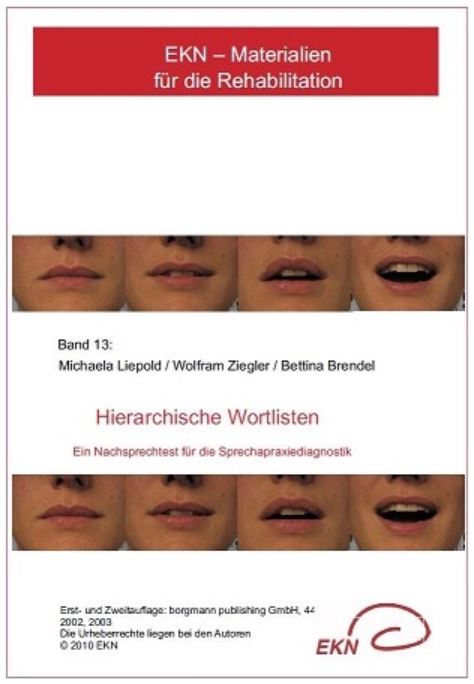 EKN – Materialien
für die Rehabilitation
Band 13:
Michaela Liepold / Wolfram Ziegler / Bettina Brendel
Hierarchische Wortlisten
Ein Nachsprechtest für die Sprechapraxiediagnostik
Erst- und Zweitauflage: borgmann publishing GmbH, 44
2002, 2003
Die Urheberrechte liegen bei den Autoren
© 2010 EKN
EKN